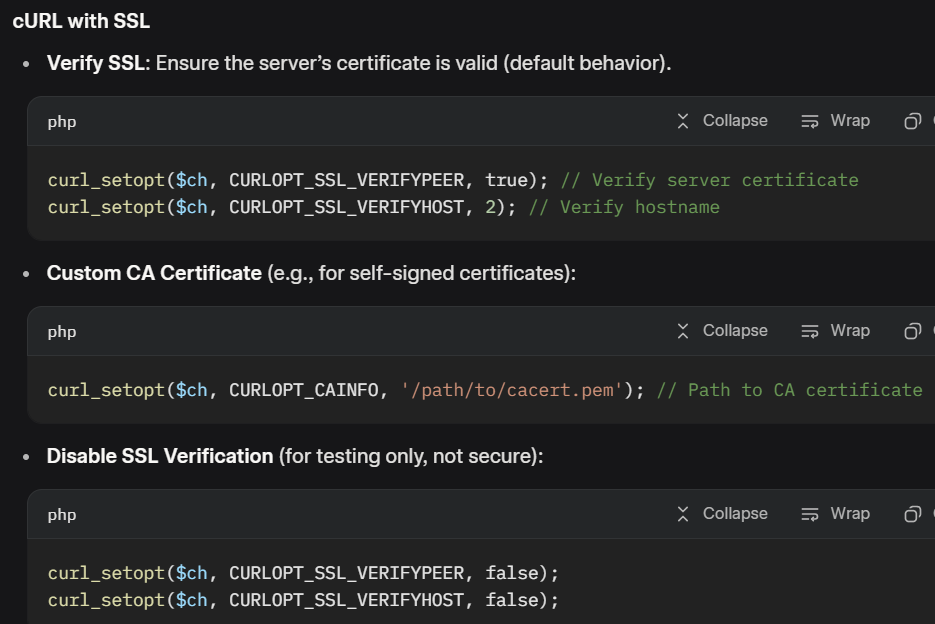 cURL with SSL
• Verify SSL: Ensure the server’s certificate is valid (default behavior).
php Collapse Wrap
curl_setopt($ch, CURLOPT_SSL_VERIFYPEER, true); // Verify server certificate
curl_setopt($ch, CURLOPT_SSL_VERIFYHOST, 2); // Verify hostname
• Custom CA Certificate (e.g., for self-signed certificates):
php Collapse Wrap
curl_setopt($ch, CURLOPT_CAINFO, '/path/to/cacert.pem'); // Path to CA certificate
• Disable SSL Verification (for testing only, not secure):
php Collapse Wrap
curl_setopt($ch, CURLOPT_SSL_VERIFYPEER, false);
curl_setopt($ch, CURLOPT_SSL_VERIFYHOST, false);